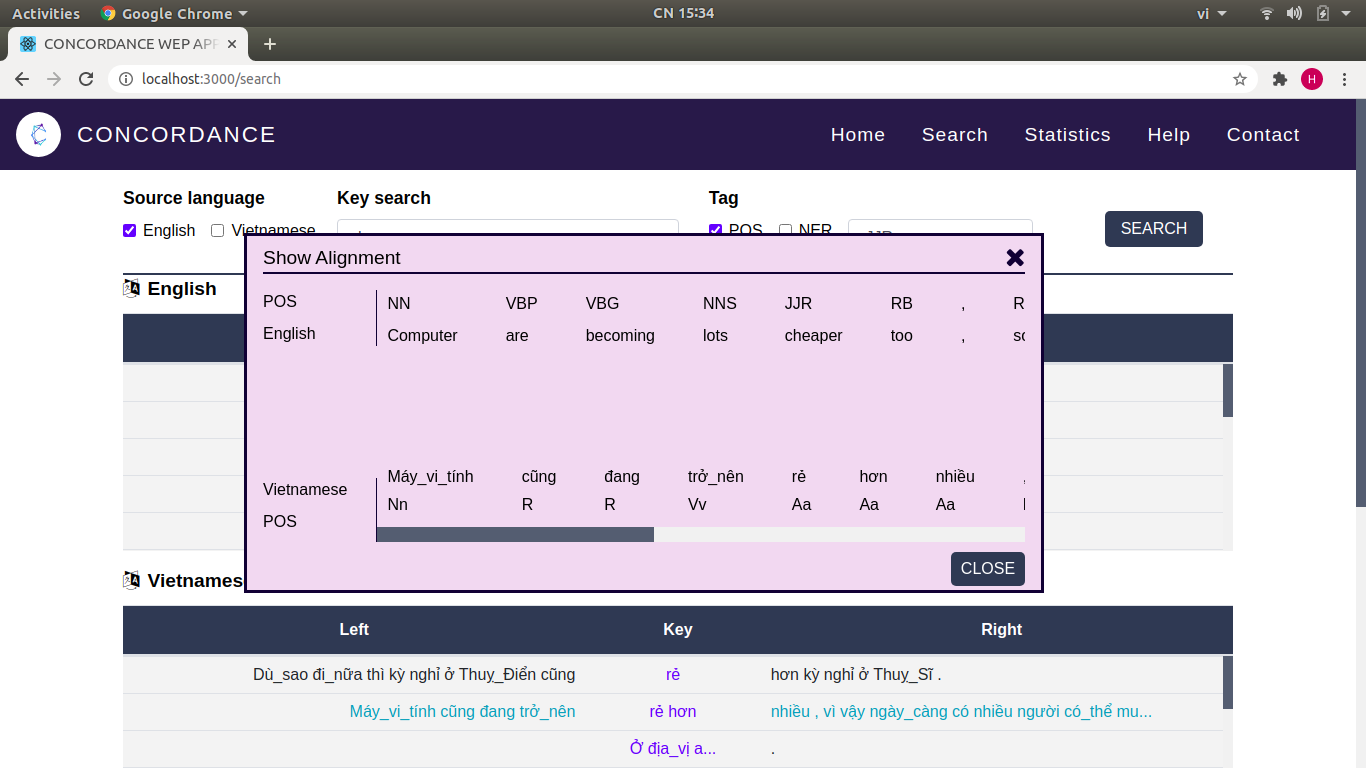 Activities Google Chrome CN 15:34 vi
CONCORDANCE WEP APP
localhost:3000/search H
CONCORDANCE Home Search Statistics Help Contact
Source language Key search Tag
English Vietnamese POS NER JJR SEARCH
Show Alignment
English
POS NN VBP VBG NNS JJR RB ,
English Computer are becoming lots cheaper too ,
Vietnamese Máy_vi_tính cũng đang trở_nên rẻ hơn nhiều ,
POS Nn R R Vv Aa Aa Aa
CLOSE
Vietnames
Left Key Right
Dù_sao đi_nữa thì kỳ nghỉ ở Thuỵ_Điển cũng rẻ hơn kỳ nghỉ ở Thuỵ_Sĩ .
Máy_vi_tính cũng đang trở_nên rẻ hơn nhiều , vì vậy ngày_càng có nhiều người có_thể mu...
Ở địa_vị a... .